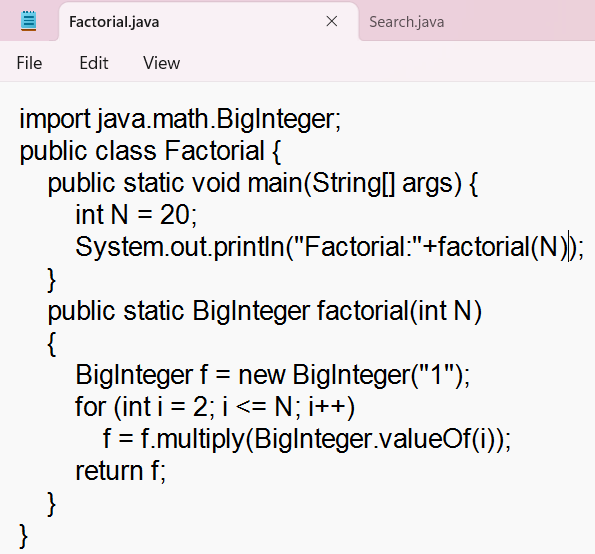 Factorial.java
Search.java
File Edit View
import java.math.BigInteger;
public class Factorial {
    public static void main(String[] args) {
        int N = 20;
        System.out.println("Factorial:"+factorial(N));
    }
    public static BigInteger factorial(int N)
    {
        BigInteger f = new BigInteger("1");
        for (int i = 2; i <= N; i++)
            f = f.multiply(BigInteger.valueOf(i));
        return f;
    }
}